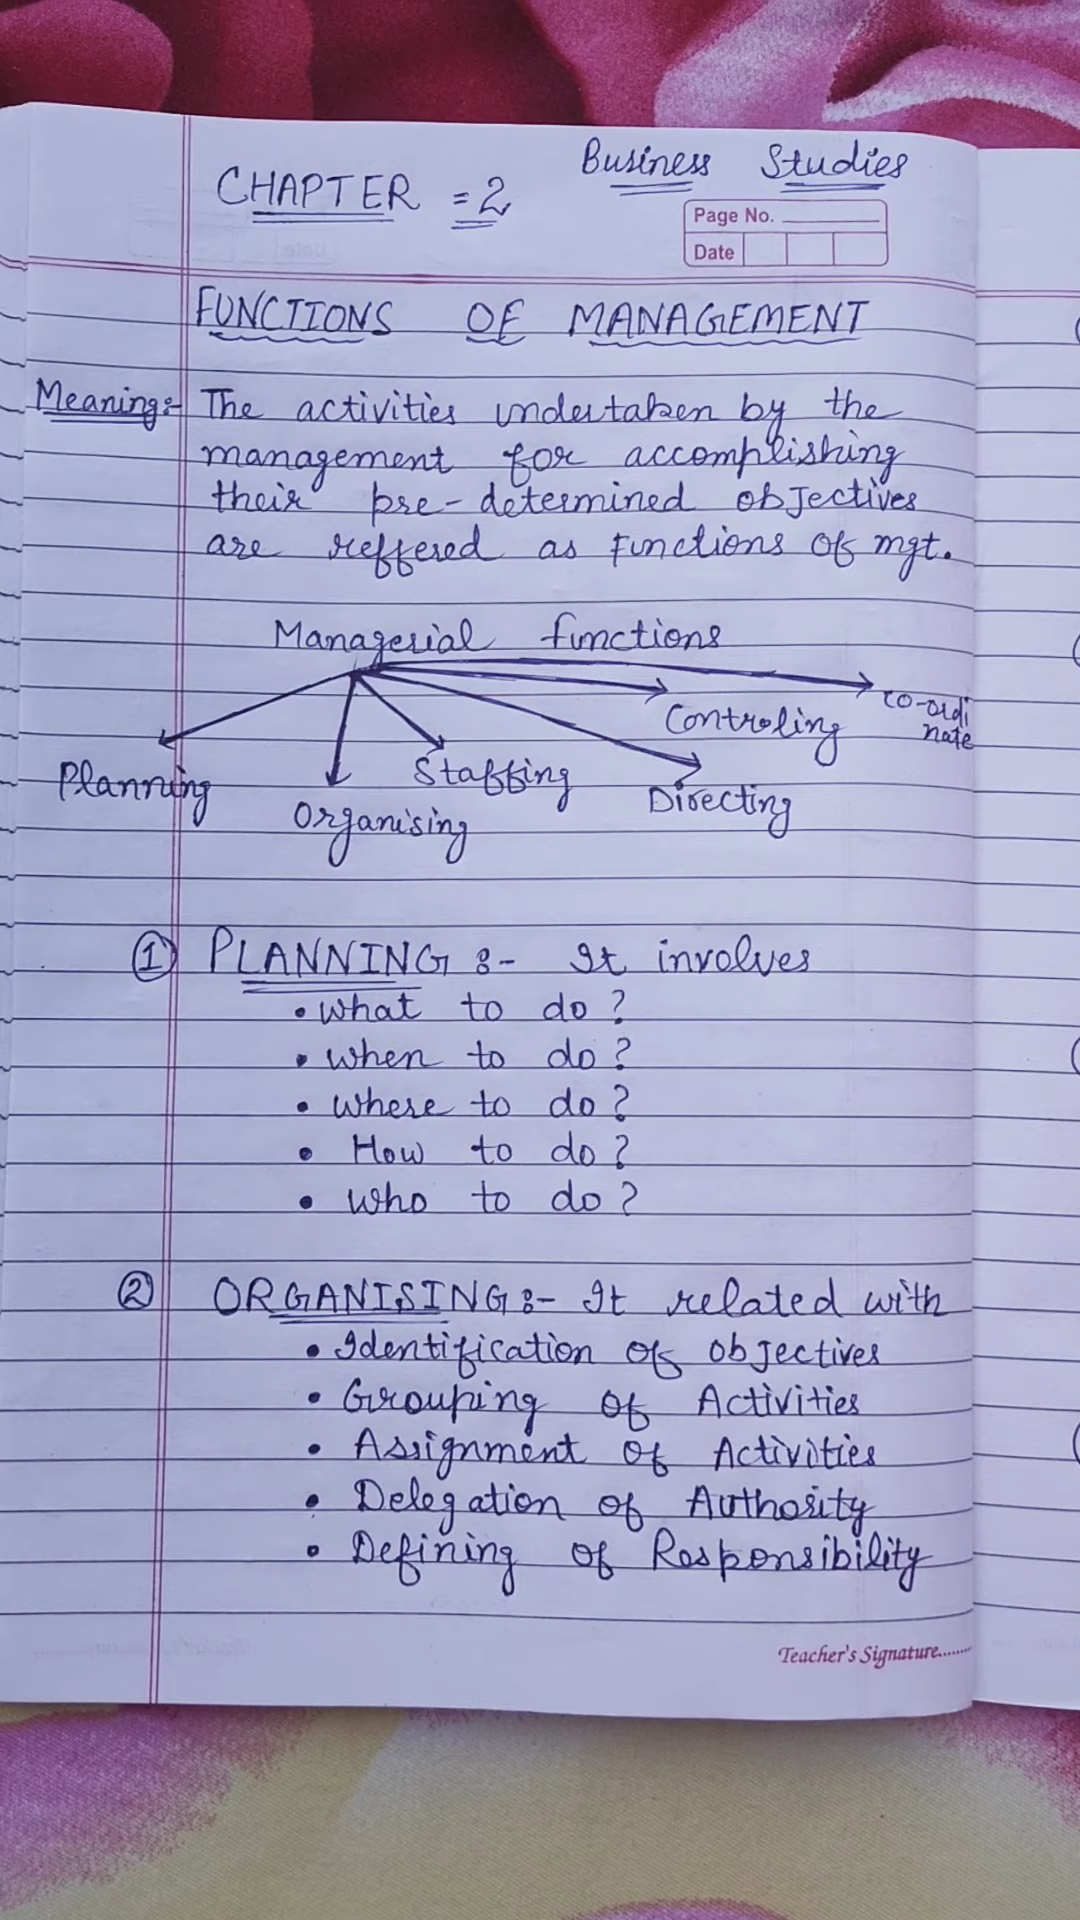 Business Studies
CHAPTER = 2
Page No.
Date
FUNCTIONS OF MANAGEMENT
Meaning:- The activities undertaken by the
management for accomplishing
their pre-determined objectives
are reffered as functions of mgt.
Managerial functions
Planning
Organising
Staffing
Directing
Controling
co-ordi
nate
① PLANNING :- It involves
• What to do ?
• When to do ?
• Where to do ?
• How to do ?
• Who to do ?
② ORGANISING :- It related with
• Identification of objectives
• Grouping of Activities
• Assignment of Activities
• Delegation of Authority
• Defining of Responsibility
Teacher's Signature........